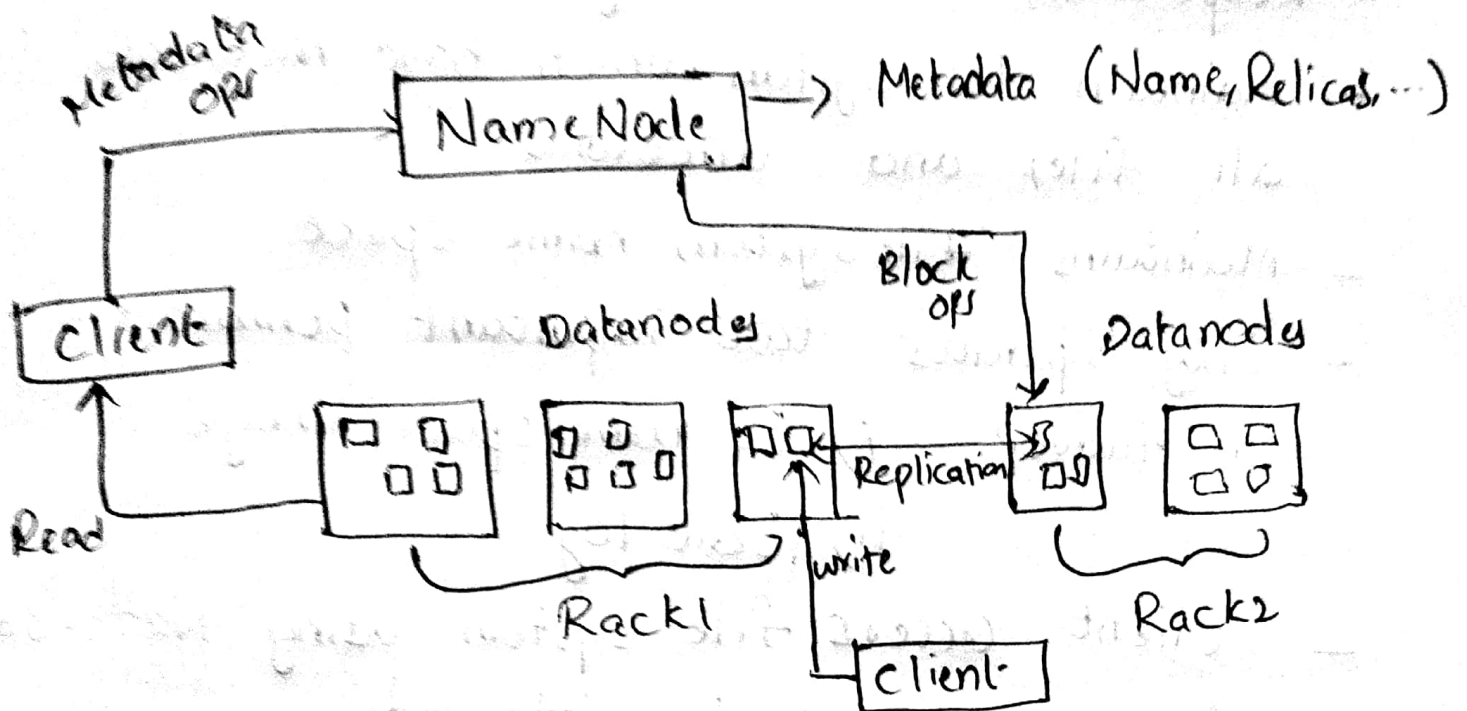 Metadata
ops
NameNode
Metadata (Name, Relicas, ...)
Block
ops
Client
Datanodes
Datanodes
Replication
Read
write
Rack1
Rack2
Client